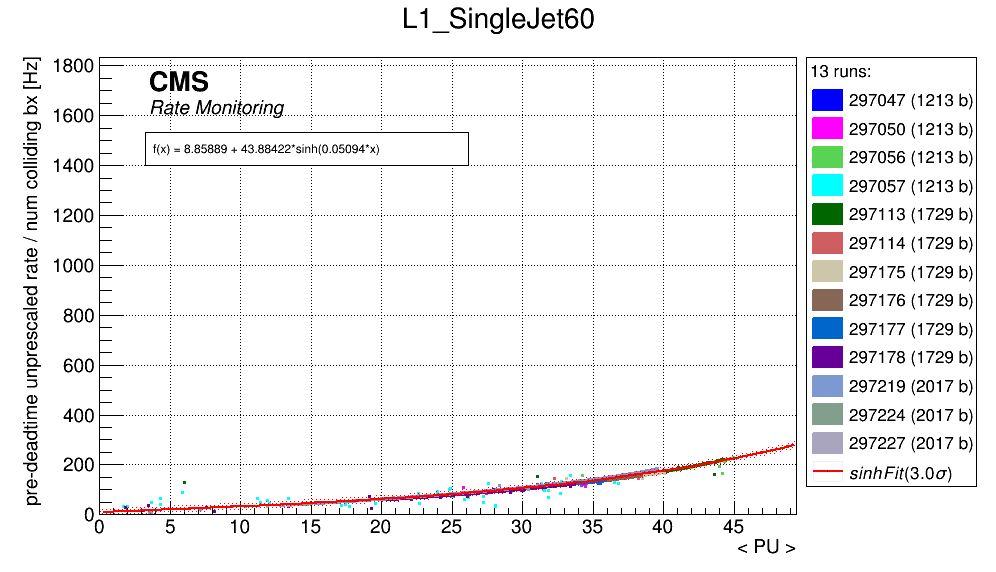 L1_SingleJet60
pre-deadtime unprescaled rate / num colliding bx [Hz]
1800
1600
1400
1200
1000
800
600
400
200
0
CMS
Rate Monitoring
f(x) = 8.85889 + 43.88422*sinh(0.05094*x)
0 5 10 15 20 25 30 35 40 45
< PU >
13 runs:
297047 (1213 b)
297050 (1213 b)
297056 (1213 b)
297057 (1213 b)
297113 (1729 b)
297114 (1729 b)
297175 (1729 b)
297176 (1729 b)
297177 (1729 b)
297178 (1729 b)
297219 (2017 b)
297224 (2017 b)
297227 (2017 b)
sinhFit(3.0σ)